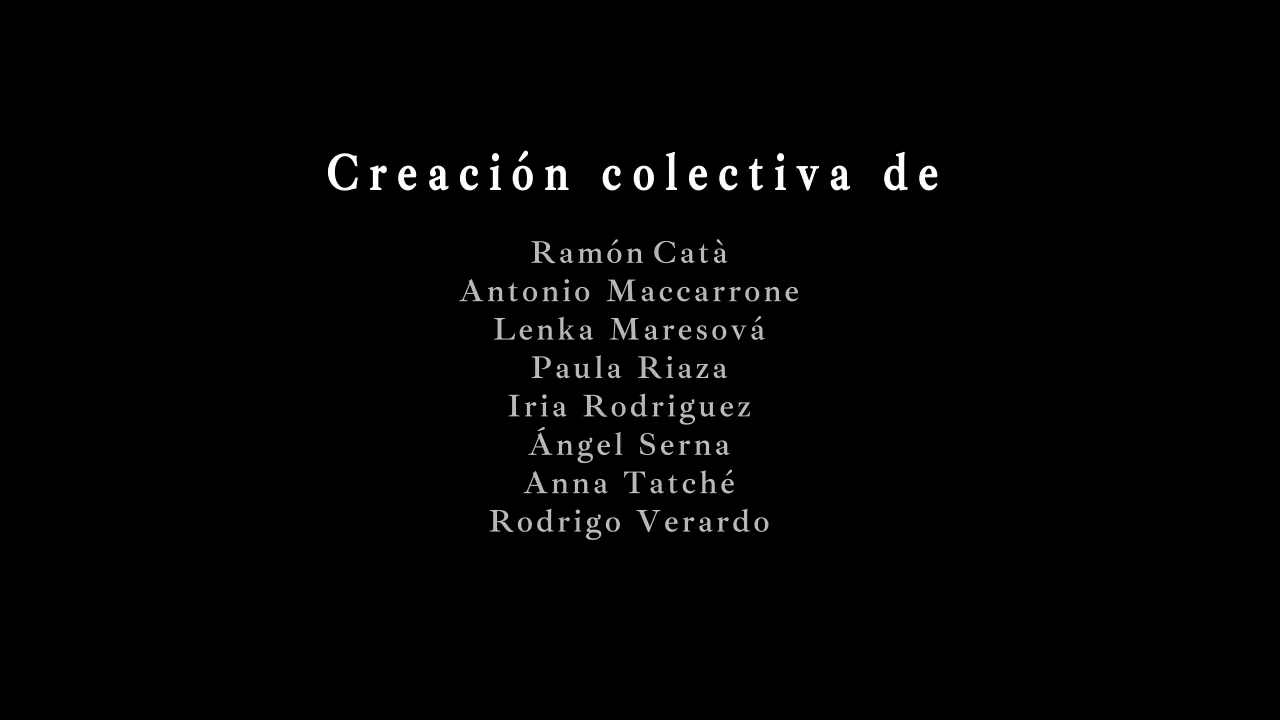 Creación colectiva de
Ramón Catà
Antonio Maccarrone
Lenka Maresová
Paula Riaza
Iria Rodriguez
Ángel Serna
Anna Tatché
Rodrigo Verardo